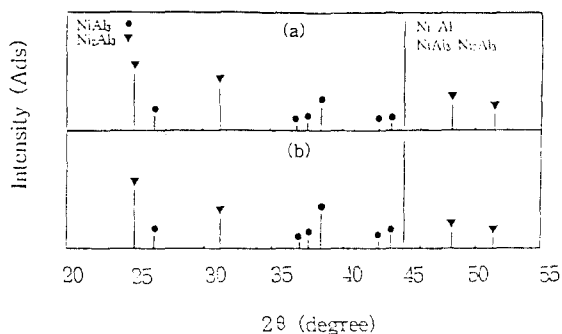 NiAl₃ ●
Ni₂Al₃ ▼
(a)
Ni Al
NiAl₃ Ni₂Al₃
(b)
Intensity (Ads)
20 25 30 35 40 45 50 55
2θ (degree)